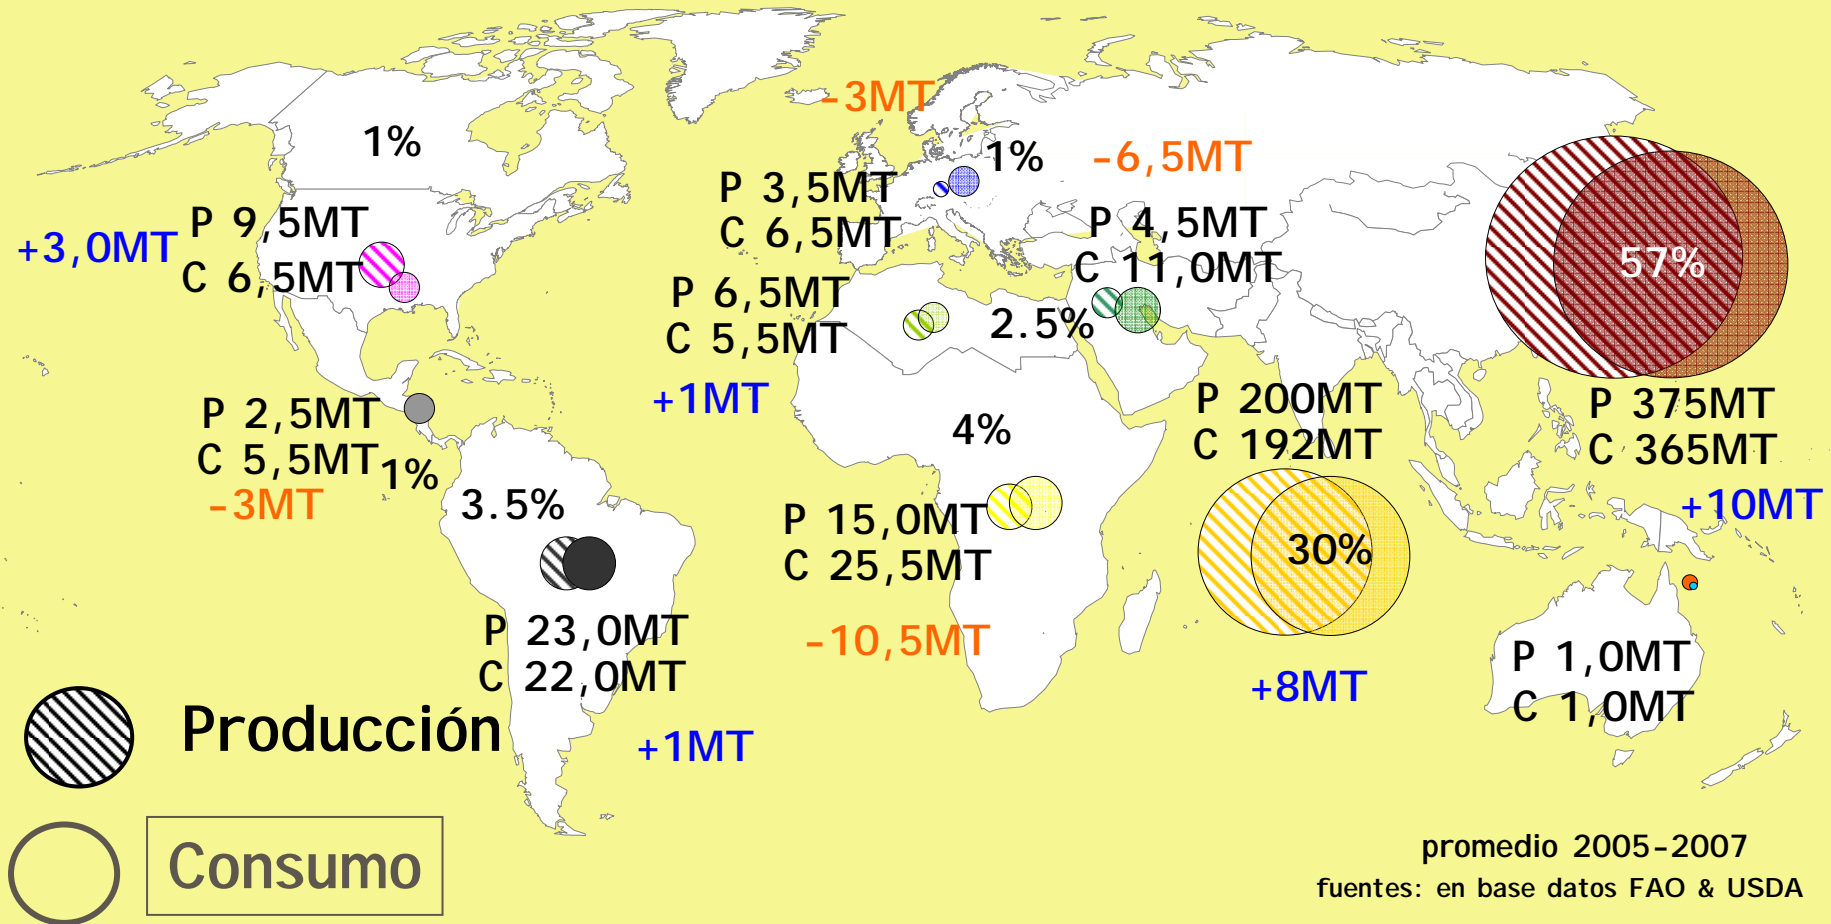 -3MT
1%
1%
-6,5MT
P 3,5MT
C 6,5MT
P 9,5MT
C 6,5MT
+3,0MT
P 4,5MT
C 11,0MT
57%
P 6,5MT
C 5,5MT
2.5%
+1MT
P 200MT
C 192MT
P 375MT
C 365MT
+10MT
P 2,5MT
C 5,5MT
1%
-3MT
4%
3.5%
P 15,0MT
C 25,5MT
-10,5MT
30%
+8MT
P 23,0MT
C 22,0MT
+1MT
P 1,0MT
C 1,0MT
Producción
Consumo
promedio 2005-2007
fuentes: en base datos FAO & USDA